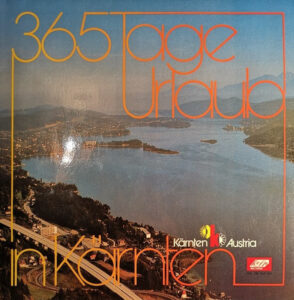 365 Tage
Urlaub
Kärnten Austria
in Kärnten